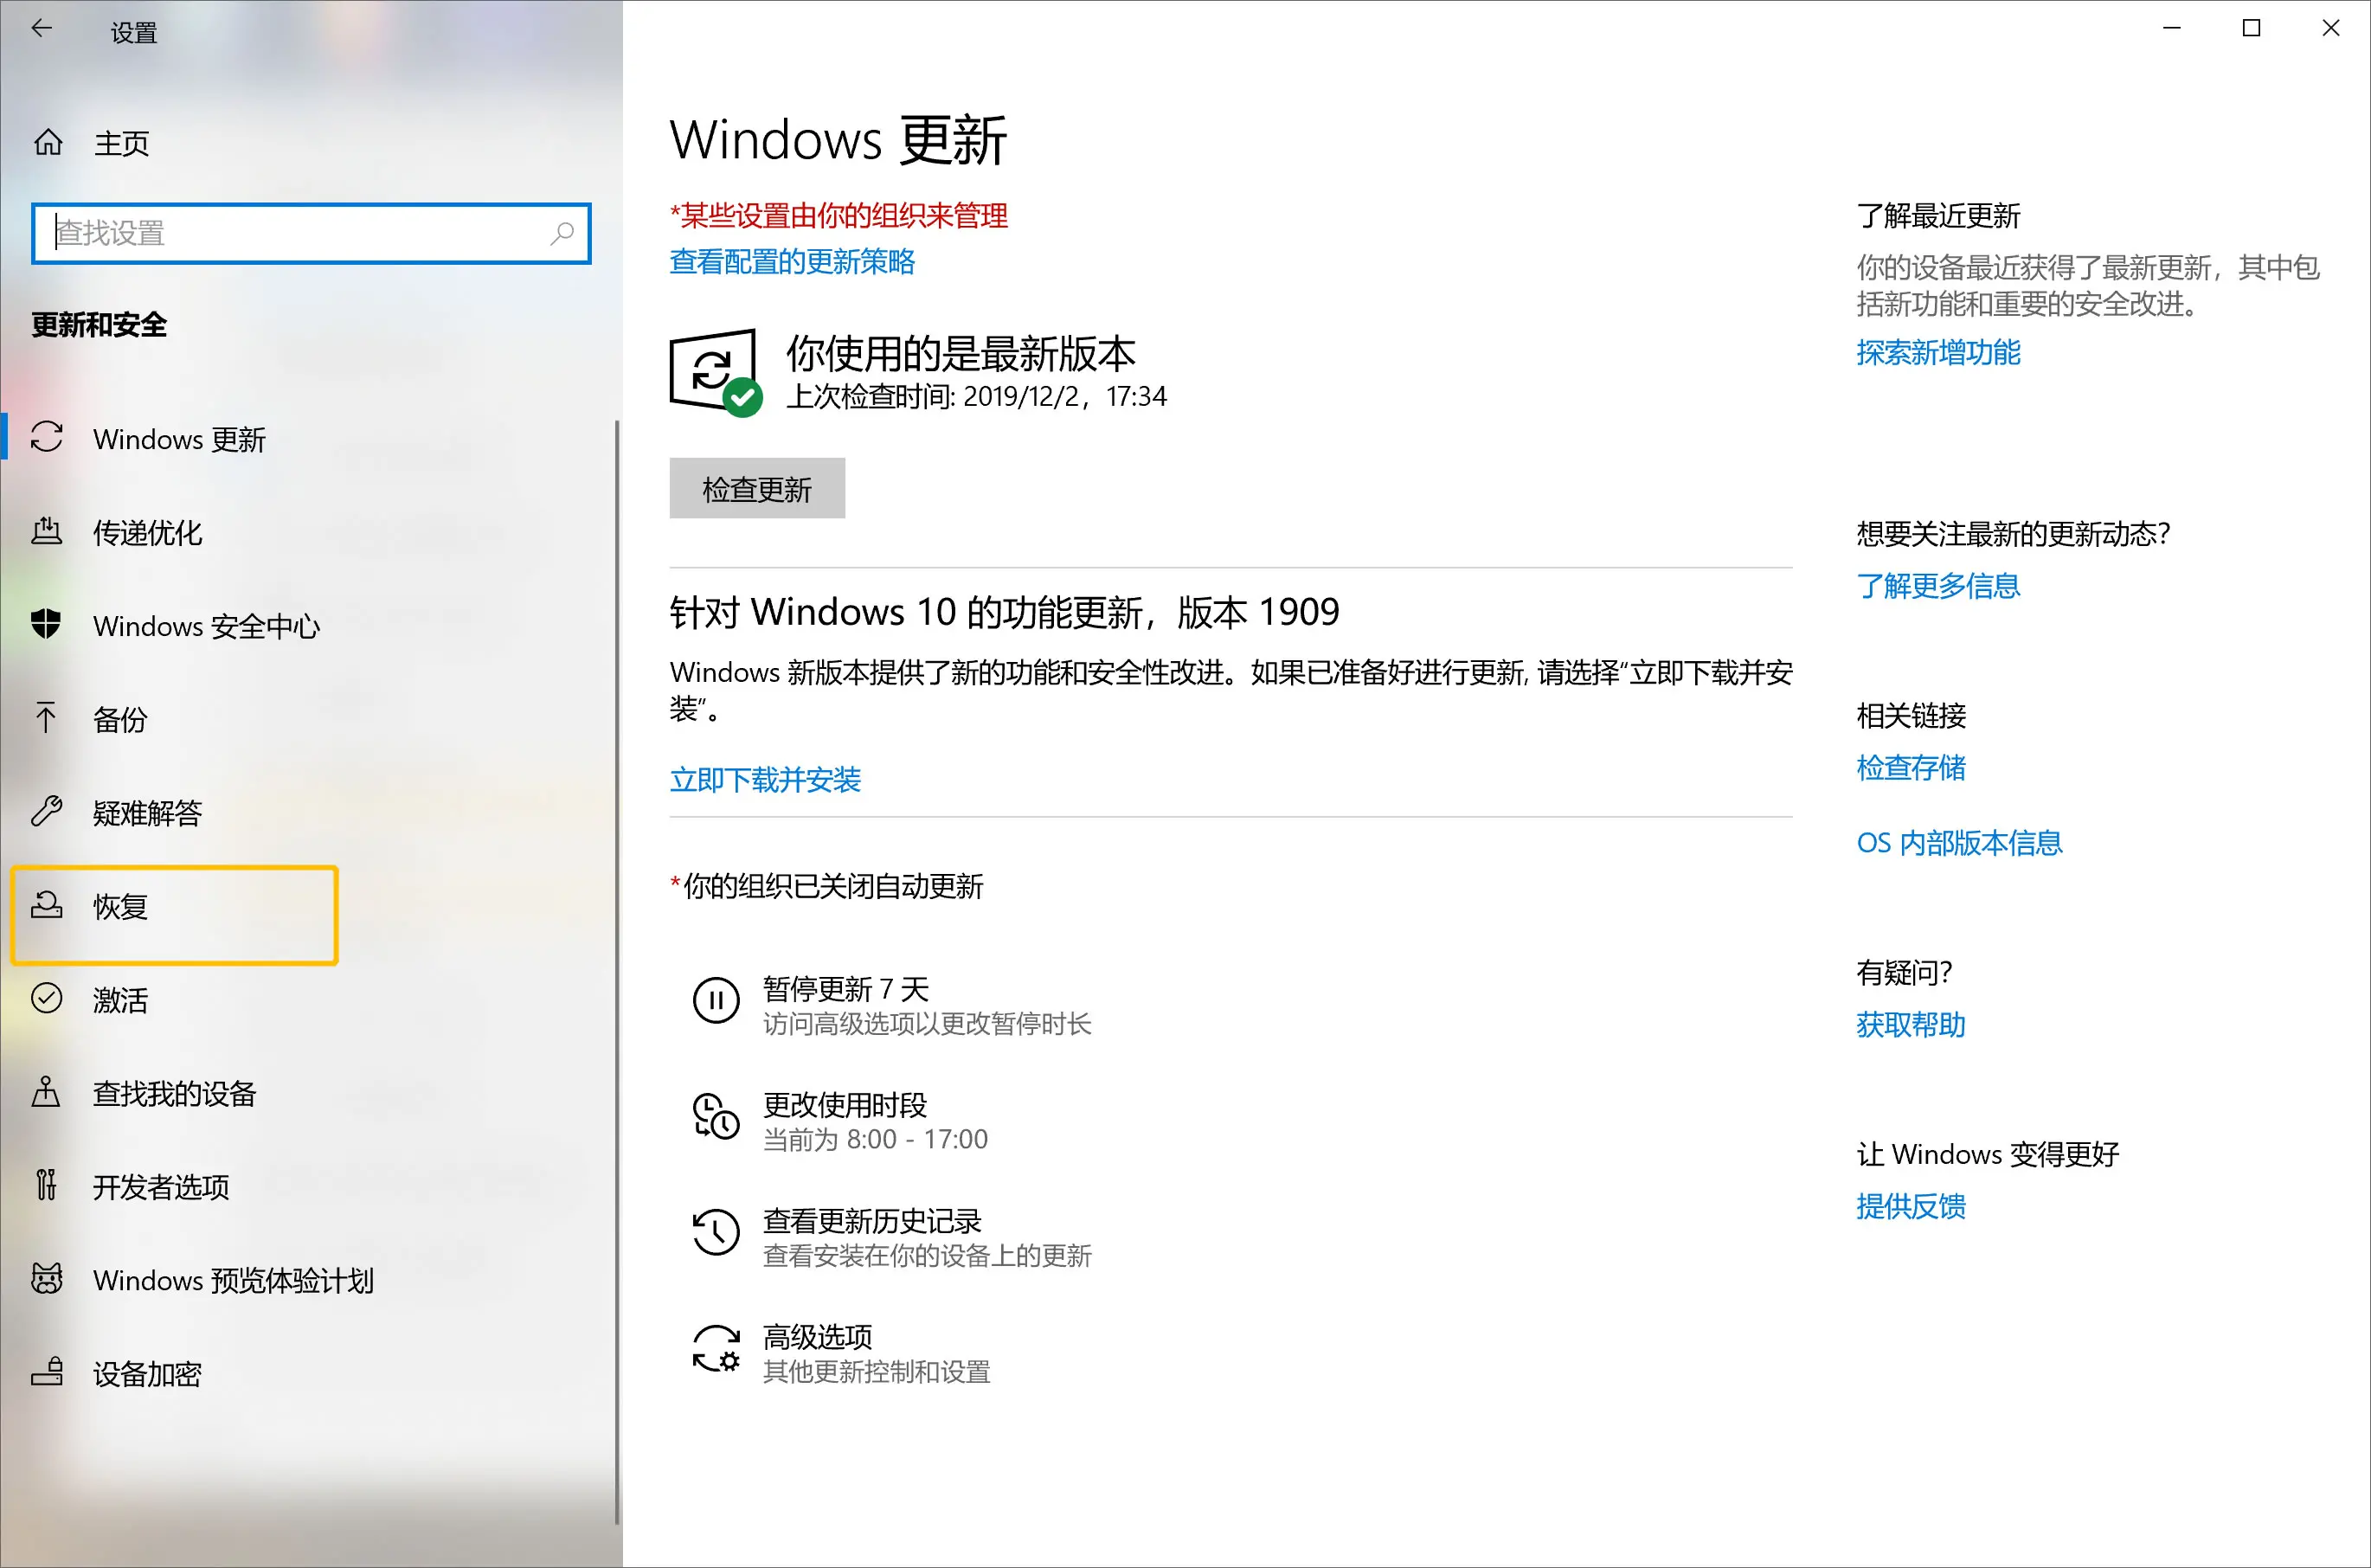 设置
主页
查找设置
更新和安全
Windows 更新
传递优化
Windows 安全中心
备份
疑难解答
恢复
激活
查找我的设备
开发者选项
Windows 预览体验计划
设备加密
Windows 更新
*某些设置由你的组织来管理
查看配置的更新策略
你使用的是最新版本
上次检查时间: 2019/12/2，17:34
检查更新
针对 Windows 10 的功能更新，版本 1909
Windows 新版本提供了新的功能和安全性改进。如果已准备好进行更新, 请选择“立即下载并安
装”。
立即下载并安装
*你的组织已关闭自动更新
暂停更新 7 天
访问高级选项以更改暂停时长
更改使用时段
当前为 8:00 - 17:00
查看更新历史记录
查看安装在你的设备上的更新
高级选项
其他更新控制和设置
了解最近更新
你的设备最近获得了最新更新，其中包
括新功能和重要的安全改进。
探索新增功能
想要关注最新的更新动态?
了解更多信息
相关链接
检查存储
OS 内部版本信息
有疑问?
获取帮助
让 Windows 变得更好
提供反馈